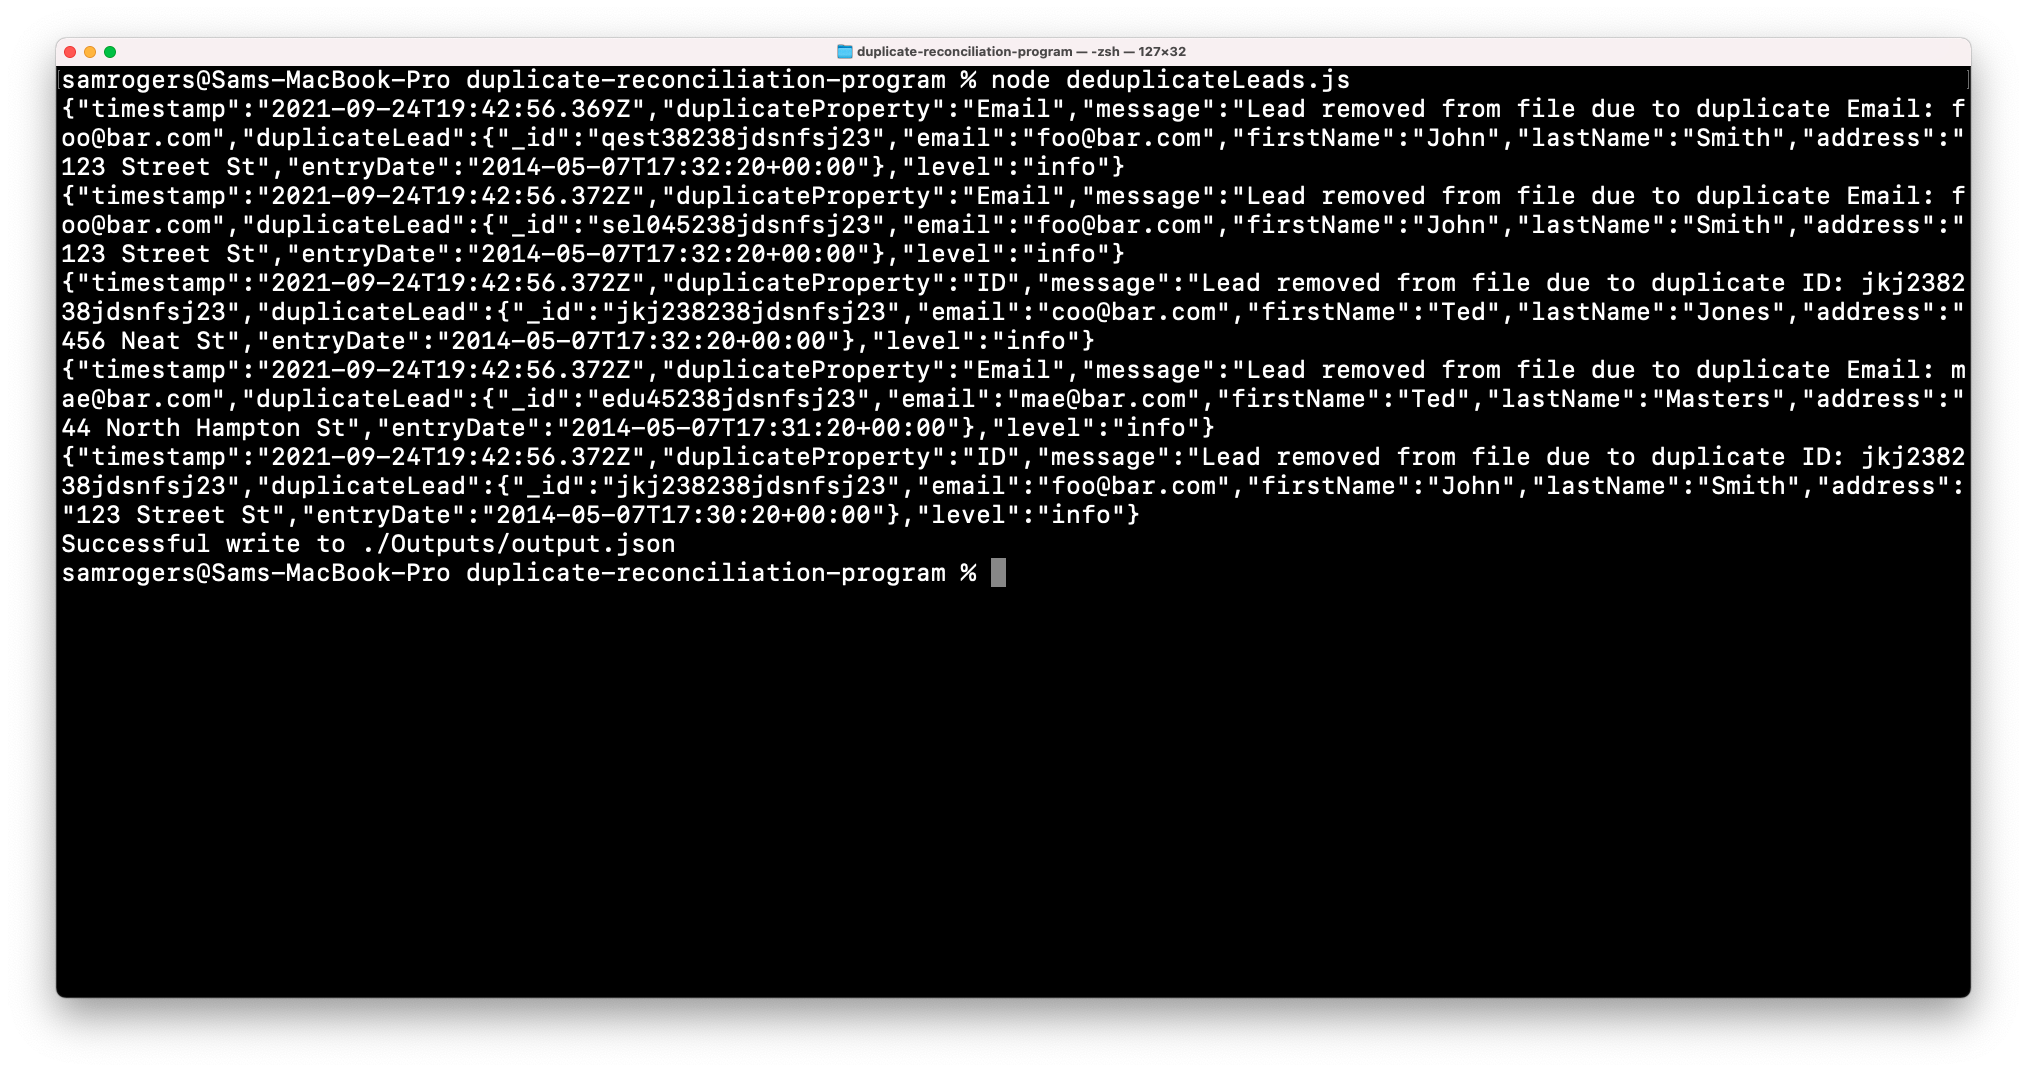 duplicate-reconciliation-program — -zsh — 127×32
samrogers@Sams-MacBook-Pro duplicate-reconciliation-program % node deduplicateLeads.js
{"timestamp":"2021-09-24T19:42:56.369Z","duplicateProperty":"Email","message":"Lead removed from file due to duplicate Email: f
oo@bar.com","duplicateLead":{"_id":"qest38238jdsnfsj23","email":"foo@bar.com","firstName":"John","lastName":"Smith","address":"
123 Street St","entryDate":"2014-05-07T17:32:20+00:00"},"level":"info"}
{"timestamp":"2021-09-24T19:42:56.372Z","duplicateProperty":"Email","message":"Lead removed from file due to duplicate Email: f
oo@bar.com","duplicateLead":{"_id":"sel045238jdsnfsj23","email":"foo@bar.com","firstName":"John","lastName":"Smith","address":"
123 Street St","entryDate":"2014-05-07T17:32:20+00:00"},"level":"info"}
{"timestamp":"2021-09-24T19:42:56.372Z","duplicateProperty":"ID","message":"Lead removed from file due to duplicate ID: jkj2382
38jdsnfsj23","duplicateLead":{"_id":"jkj238238jdsnfsj23","email":"coo@bar.com","firstName":"Ted","lastName":"Jones","address":"
456 Neat St","entryDate":"2014-05-07T17:32:20+00:00"},"level":"info"}
{"timestamp":"2021-09-24T19:42:56.372Z","duplicateProperty":"Email","message":"Lead removed from file due to duplicate Email: m
ae@bar.com","duplicateLead":{"_id":"edu45238jdsnfsj23","email":"mae@bar.com","firstName":"Ted","lastName":"Masters","address":"
44 North Hampton St","entryDate":"2014-05-07T17:31:20+00:00"},"level":"info"}
{"timestamp":"2021-09-24T19:42:56.372Z","duplicateProperty":"ID","message":"Lead removed from file due to duplicate ID: jkj2382
38jdsnfsj23","duplicateLead":{"_id":"jkj238238jdsnfsj23","email":"foo@bar.com","firstName":"John","lastName":"Smith","address":
"123 Street St","entryDate":"2014-05-07T17:30:20+00:00"},"level":"info"}
Successful write to ./Outputs/output.json
samrogers@Sams-MacBook-Pro duplicate-reconciliation-program %